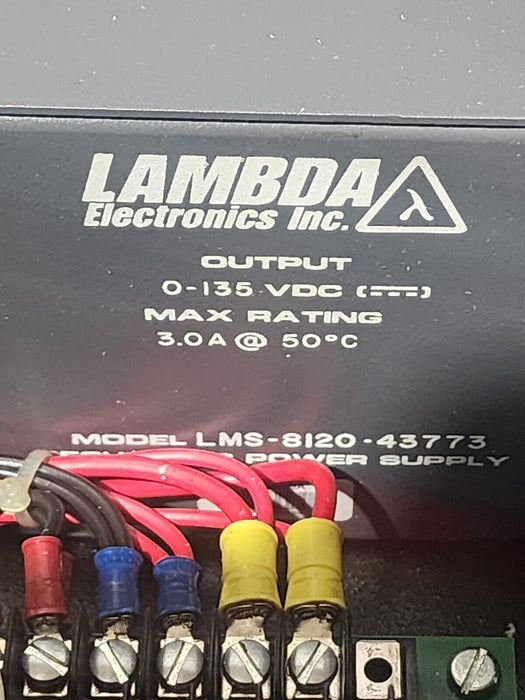 LAMBDA
Electronics Inc. λ
OUTPUT
0-135 VDC
MAX RATING
3.0A @ 50°C
MODEL LMS-8120-43773
POWER SUPPLY